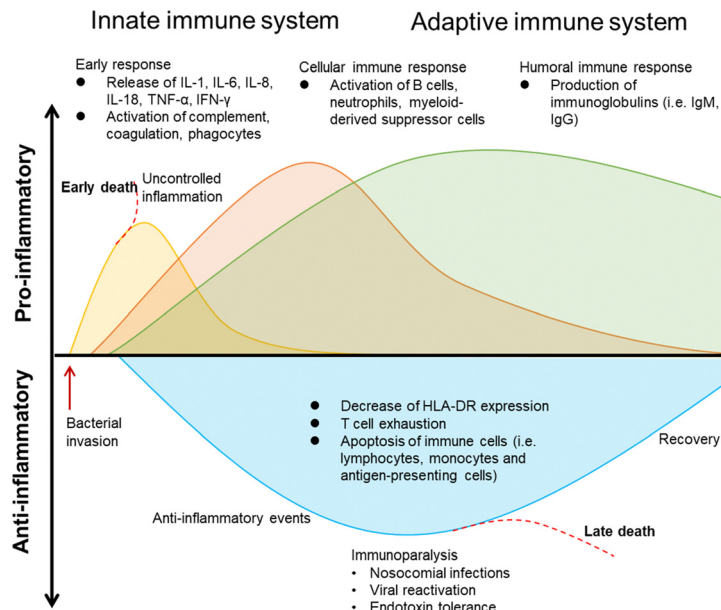 Innate immune system
Adaptive immune system
Early response
● Release of IL-1, IL-6, IL-8,
IL-18, TNF-α, IFN-γ
● Activation of complement,
coagulation, phagocytes
Cellular immune response
● Activation of B cells,
neutrophils, myeloid-
derived suppressor cells
Humoral immune response
● Production of
immunoglobulins (i.e. IgM,
IgG)
Pro-inflammatory
Early death
Uncontrolled
inflammation
Anti-inflammatory
Bacterial
invasion
● Decrease of HLA-DR expression
● T cell exhaustion
● Apoptosis of immune cells (i.e.
lymphocytes, monocytes and
antigen-presenting cells)
Recovery
Anti-inflammatory events
Late death
Immunoparalysis
• Nosocomial infections
• Viral reactivation
• Endotoxin tolerance